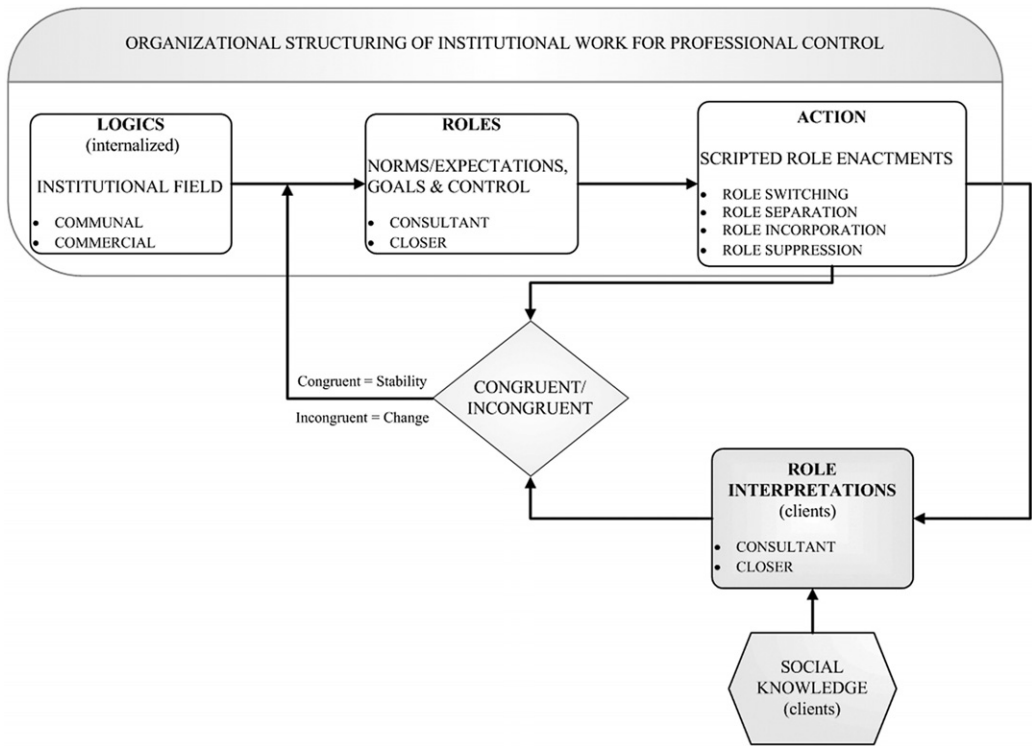 ORGANIZATIONAL STRUCTURING OF INSTITUTIONAL WORK FOR PROFESSIONAL CONTROL
LOGICS
(internalized)
INSTITUTIONAL FIELD
• COMMUNAL
• COMMERCIAL
ROLES
NORMS/EXPECTATIONS,
GOALS & CONTROL
• CONSULTANT
• CLOSER
ACTION
SCRIPTED ROLE ENACTMENTS
• ROLE SWITCHING
• ROLE SEPARATION
• ROLE INCORPORATION
• ROLE SUPPRESSION
Congruent = Stability
Incongruent = Change
CONGRUENT/
INCONGRUENT
ROLE
INTERPRETATIONS
(clients)
• CONSULTANT
• CLOSER
SOCIAL
KNOWLEDGE
(clients)